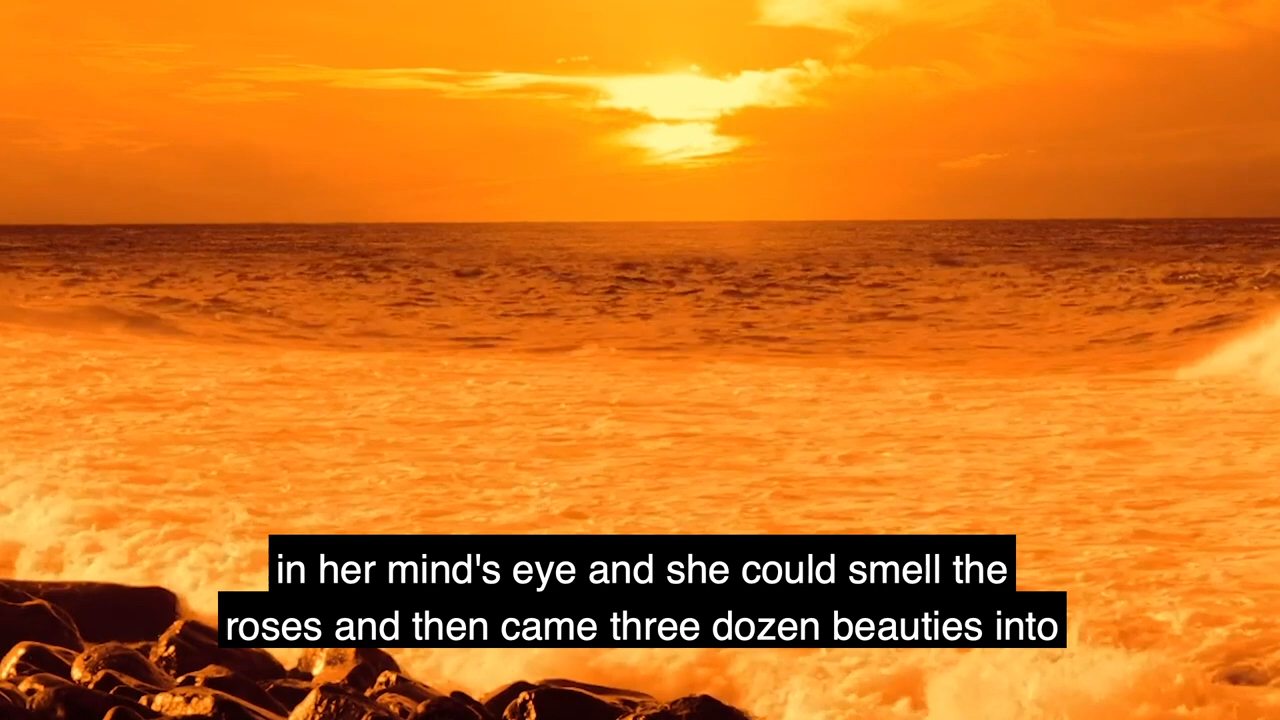 in her mind's eye and she could smell the
roses and then came three dozen beauties into